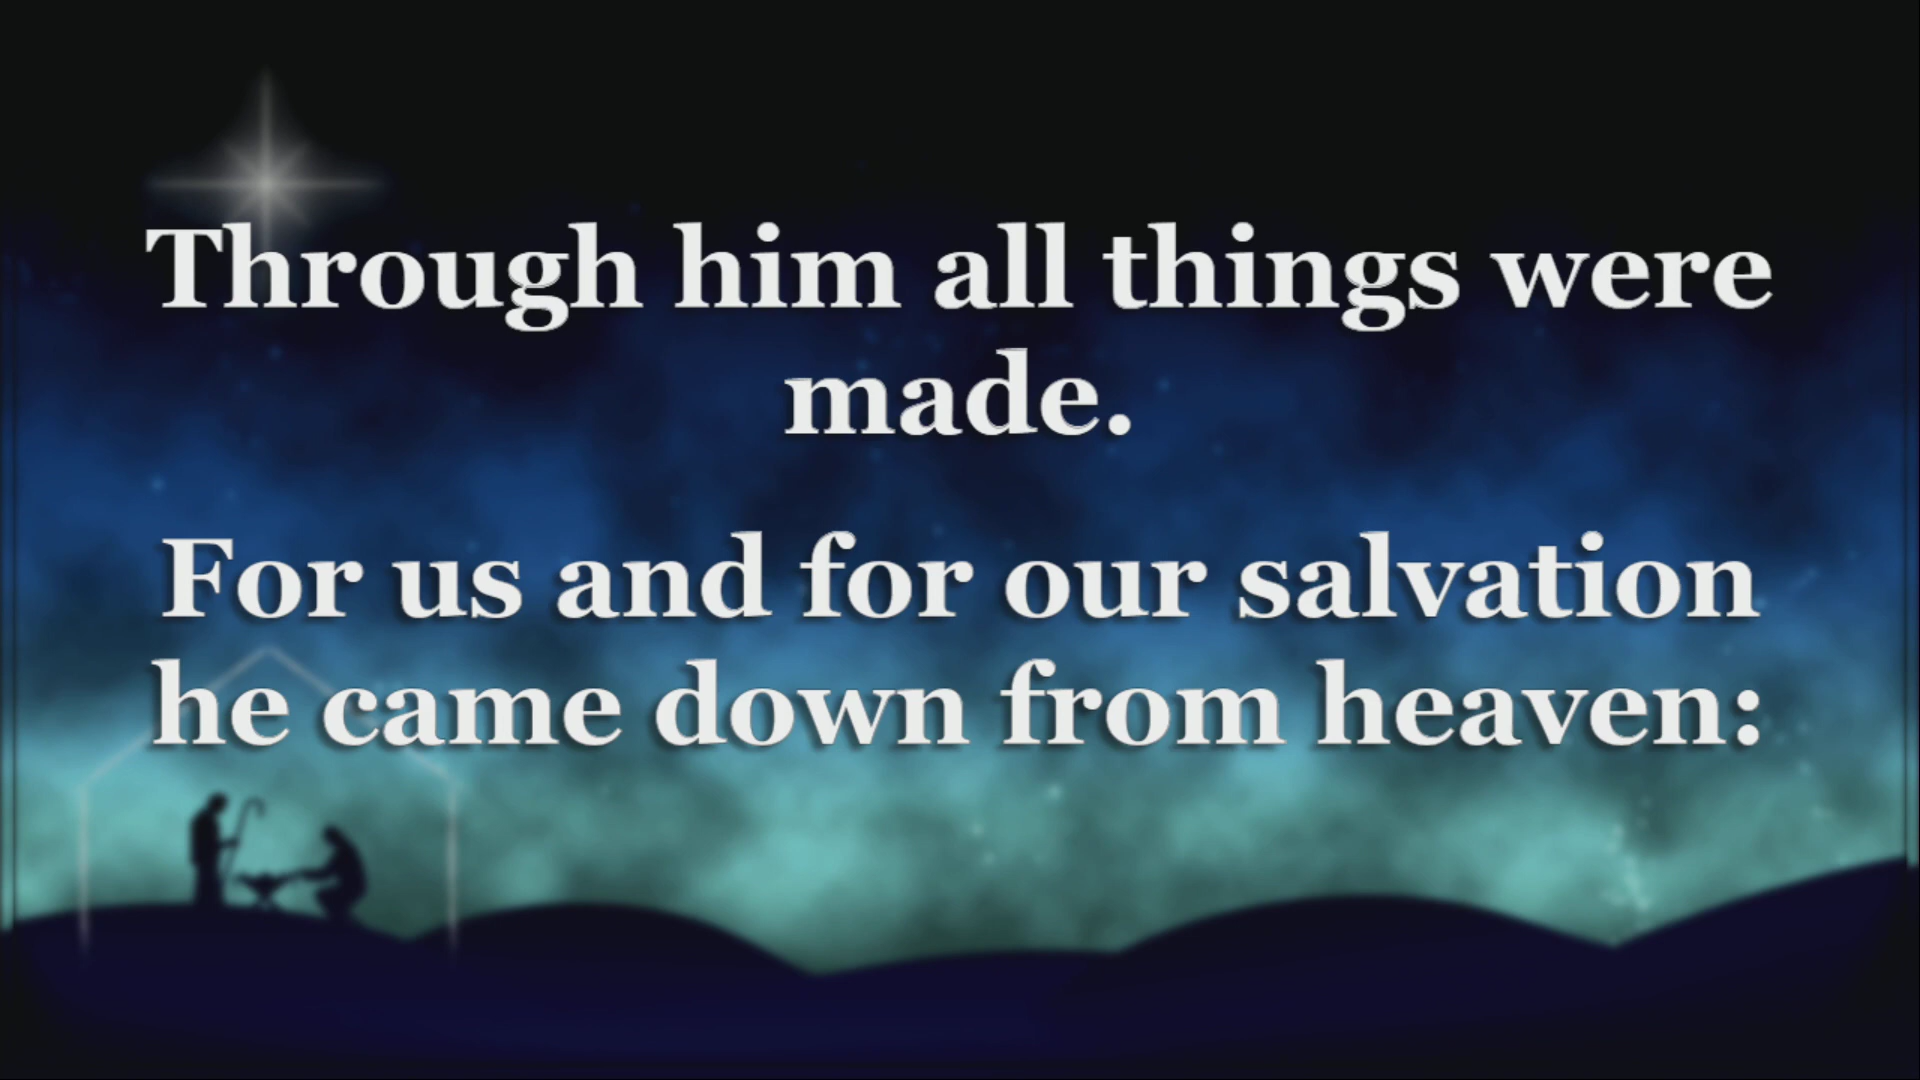 Through him all things were
made.
For us and for our salvation
he came down from heaven: